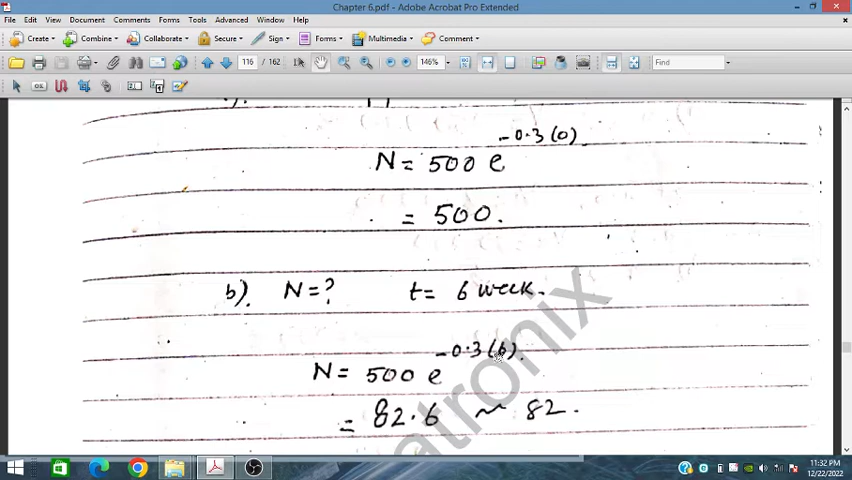 Chapter 6.pdf - Adobe Acrobat Pro Extended
File Edit View Document Comments Forms Tools Advanced Window Help
Create Combine Collaborate Secure Sign Forms Multimedia Comment
116 / 162 146% Find
N = 500 e^-0.3(0)
= 500.
b). N = ? t = 6 week.
N = 500 e^-0.3(6).
= 82.6 ~ 82.
atronix
11:32 PM
12/22/2022